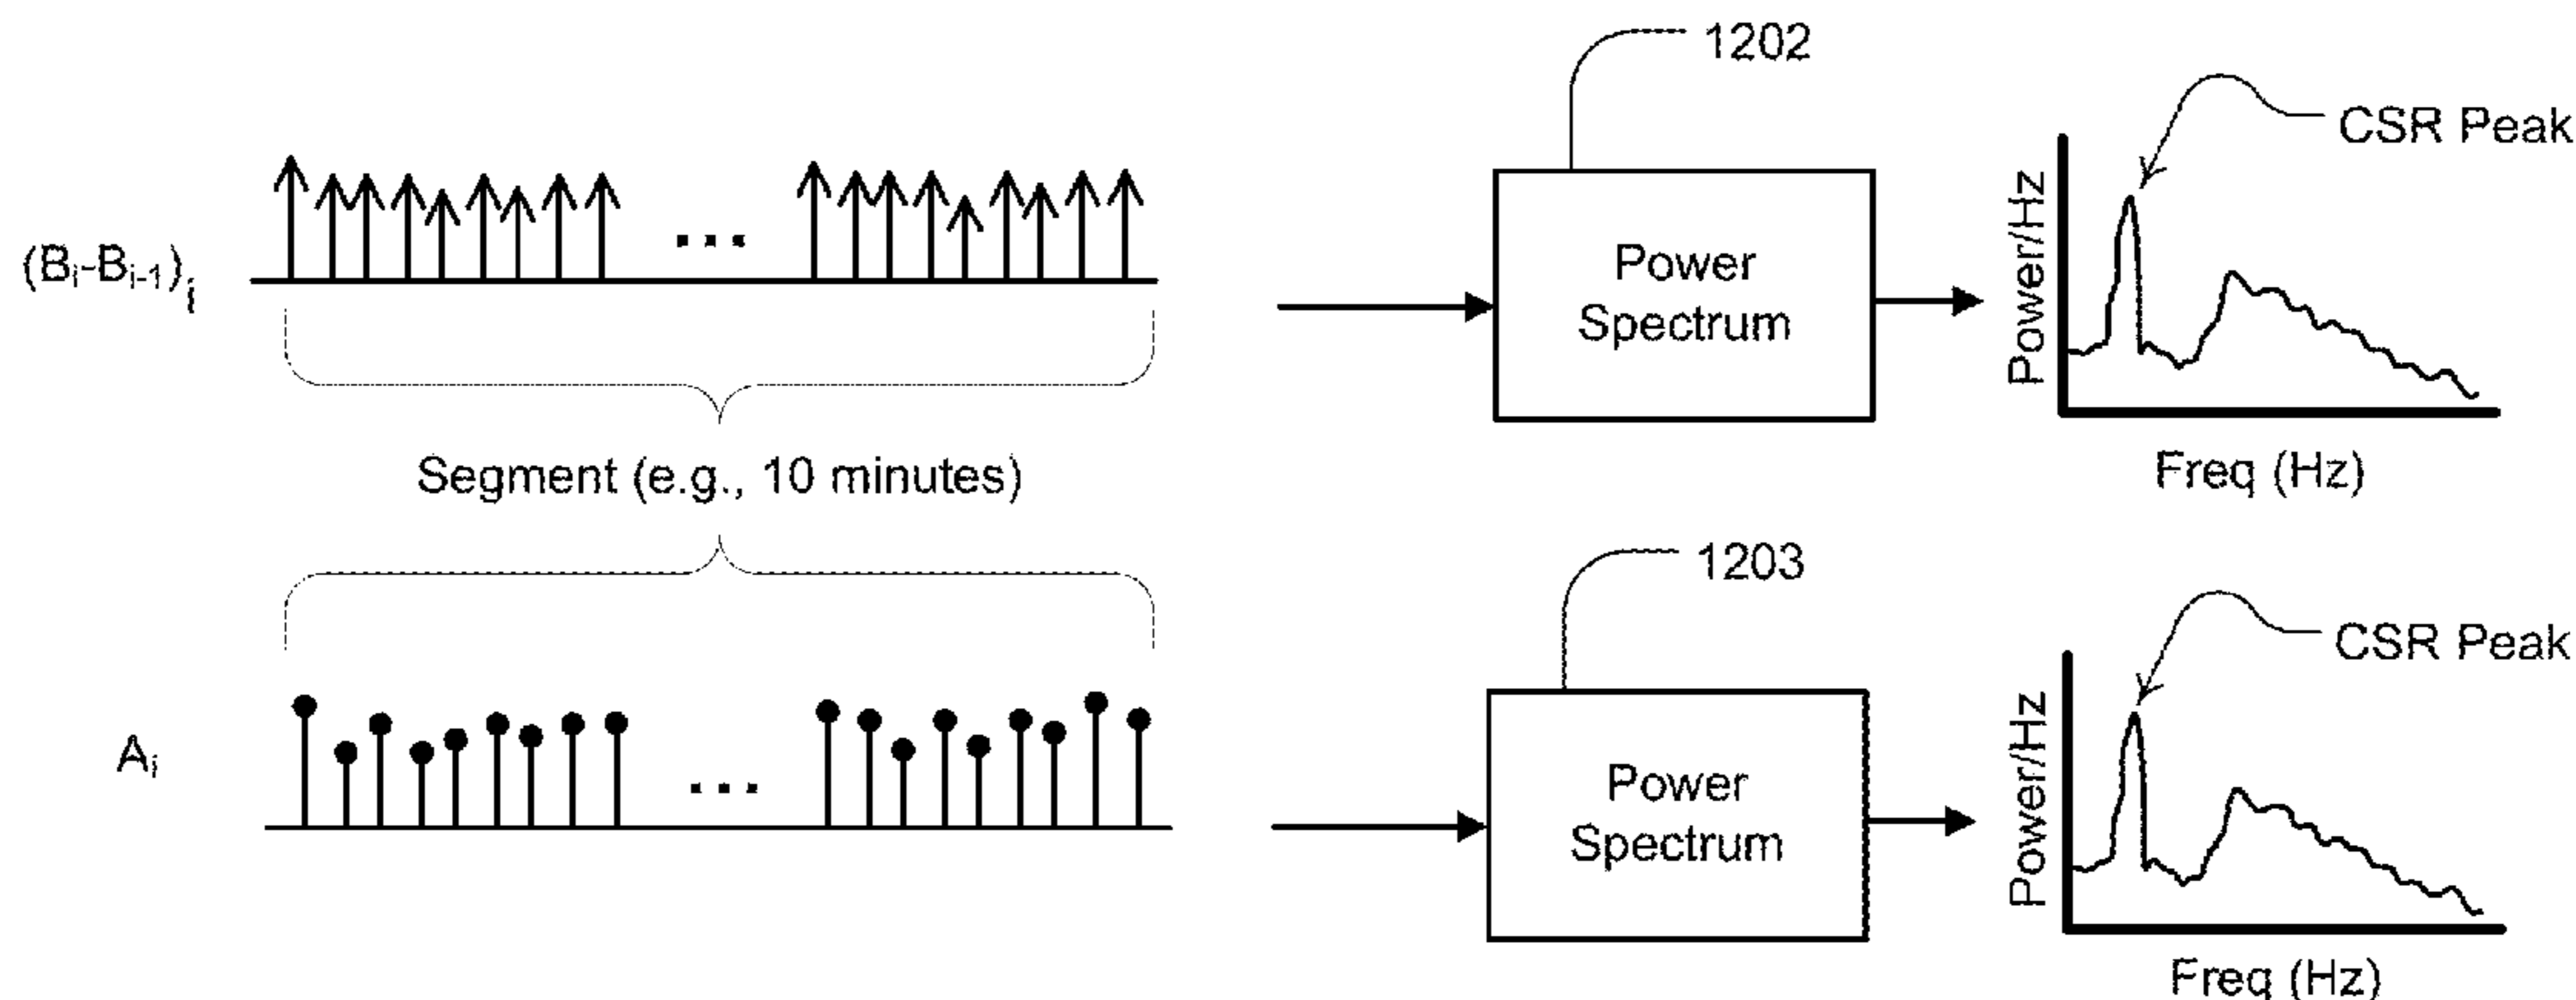 1202
CSR Peak
(Bi-Bi-1)i
Power
Spectrum
Power/Hz
Freq (Hz)
Segment (e.g., 10 minutes)
1203
CSR Peak
Ai
Power
Spectrum
Power/Hz
Freq (Hz)